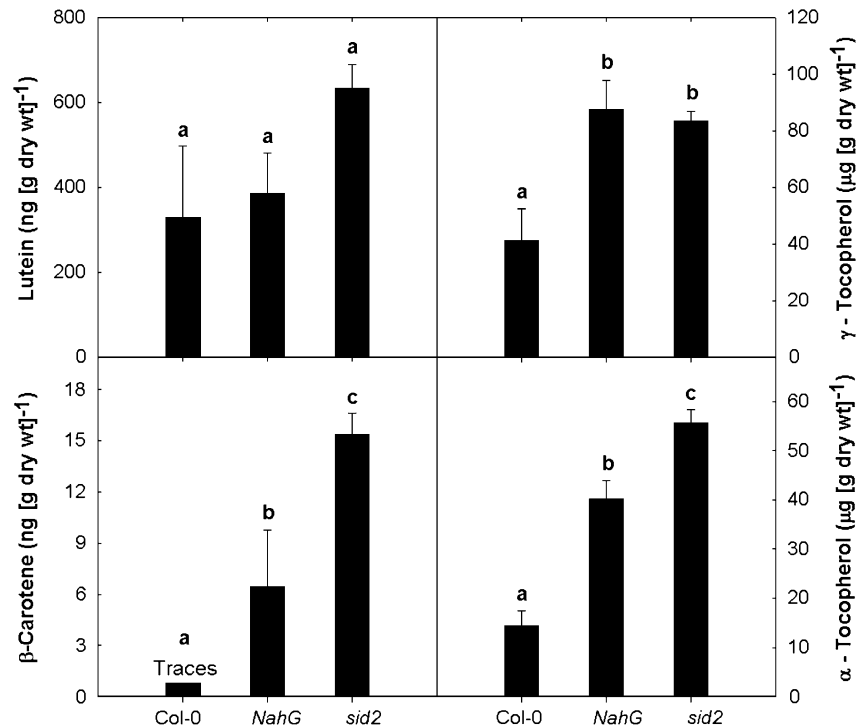 Lutein (ng [g dry wt]-1)
800
600
400
200
0
a
a
a
γ - Tocopherol (μg [g dry wt]-1)
120
100
80
60
40
20
0
a
b
b
β-Carotene (ng [g dry wt]-1)
18
15
12
9
6
3
0
a
Traces
b
c
Col-0
NahG
sid2
α - Tocopherol (μg [g dry wt]-1)
60
50
40
30
20
10
0
a
b
c
Col-0
NahG
sid2